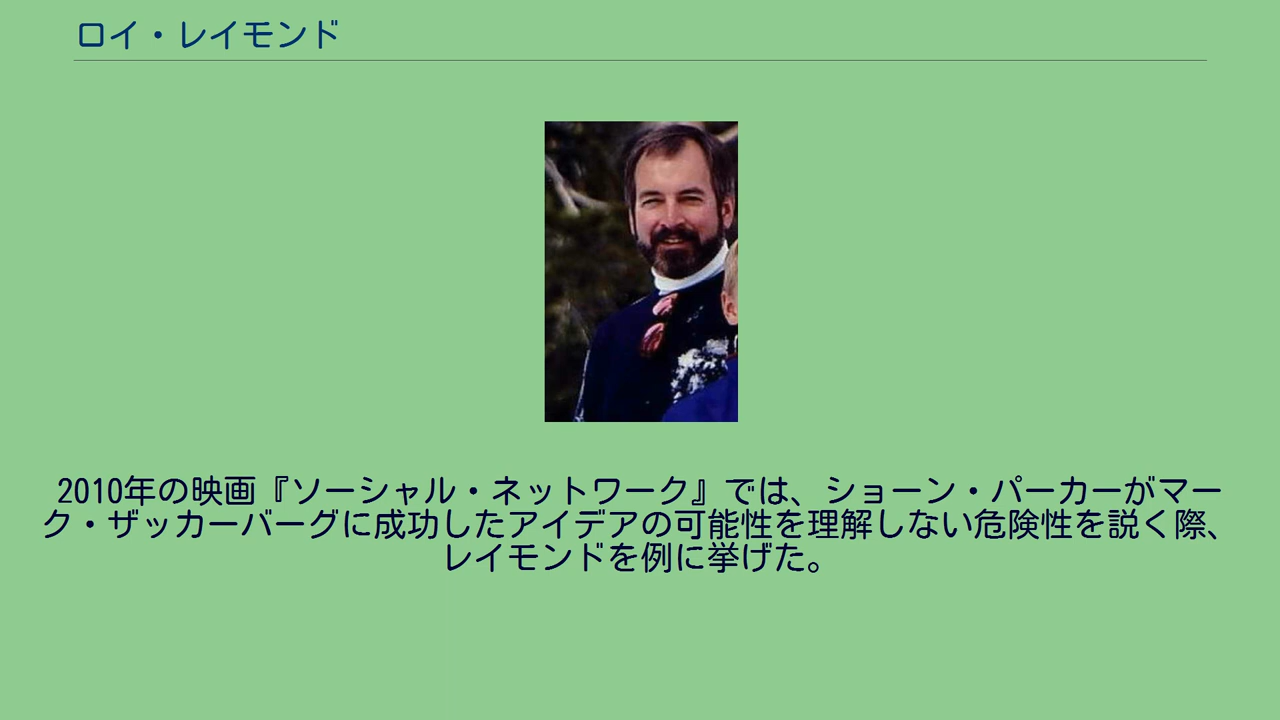 ロイ・レイモンド
2010年の映画『ソーシャル・ネットワーク』では、ショーン・パーカーがマー
ク・ザッカーバーグに成功したアイデアの可能性を理解しない危険性を説く際、
レイモンドを例に挙げた。